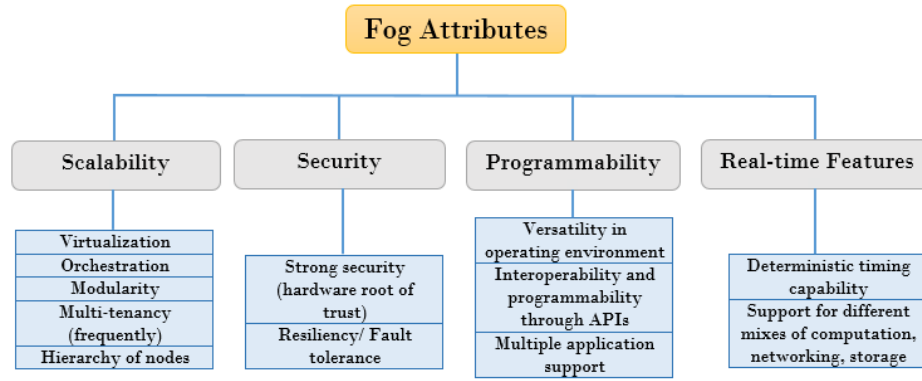 Fog Attributes
Scalability
Virtualization
Orchestration
Modularity
Multi-tenancy
(frequently)
Hierarchy of nodes
Security
Strong security
(hardware root of
trust)
Resiliency/ Fault
tolerance
Programmability
Versatility in
operating environment
Interoperability and
programmability
through APIs
Multiple application
support
Real-time Features
Deterministic timing
capability
Support for different
mixes of computation,
networking, storage